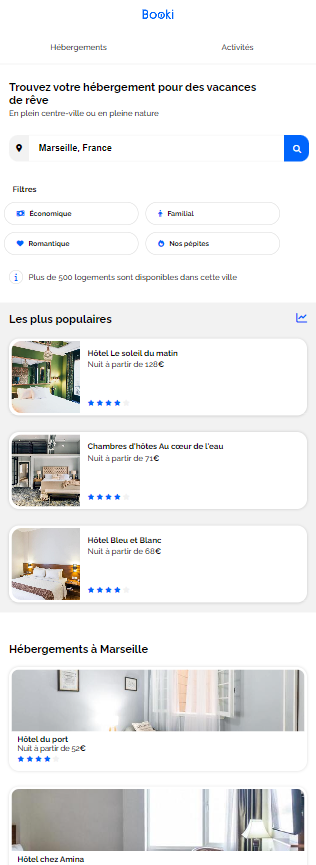 Booki
Hébergements
Activités
Trouvez votre hébergement pour des vacances
de rêve
En plein centre-ville ou en pleine nature
Marseille, France
Filtres
Économique
Familial
Romantique
Nos pépites
Plus de 500 logements sont disponibles dans cette ville
Les plus populaires
Hôtel Le soleil du matin
Nuit à partir de 128€
Chambres d'hôtes Au cœur de l'eau
Nuit à partir de 71€
Hôtel Bleu et Blanc
Nuit à partir de 68€
Hébergements à Marseille
Hôtel du port
Nuit à partir de 52€
Hôtel chez Amina